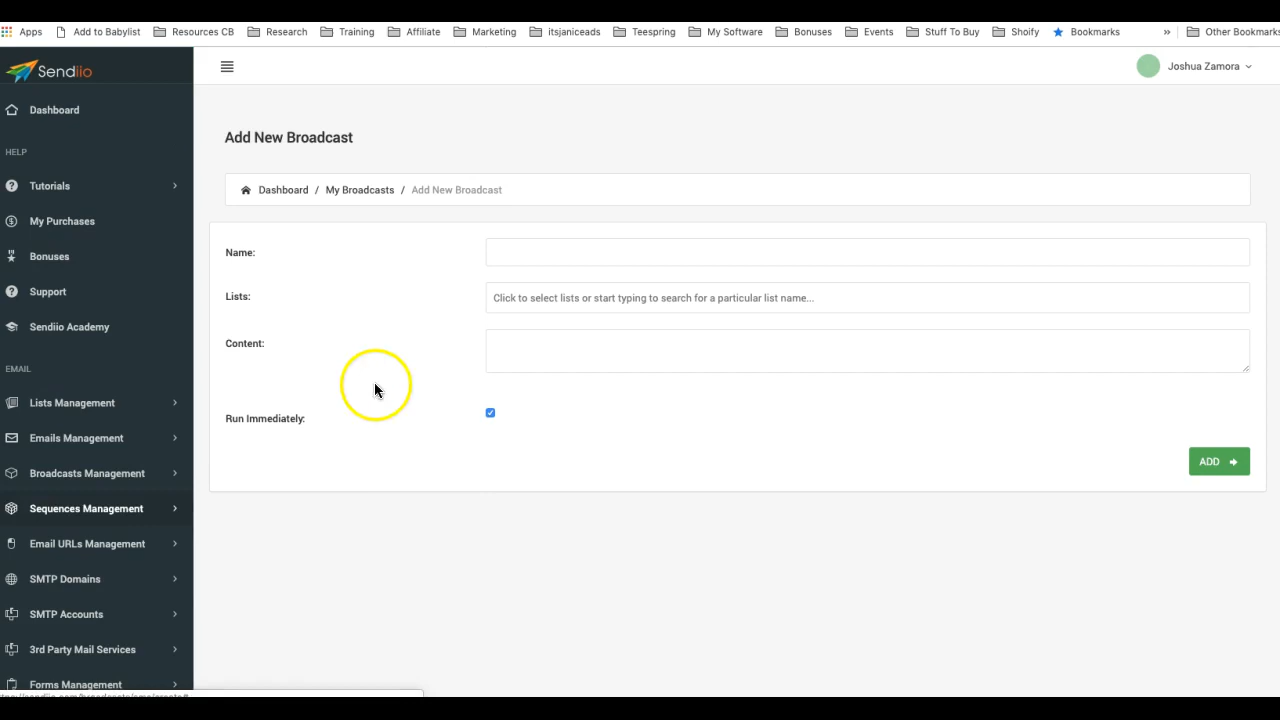 Apps Add to Babylist Resources CB Research Training Affiliate Marketing itsjaniceads Teespring My Software Bonuses Events Stuff To Buy Shoify Bookmarks » Other Bookmarks
Sendiio
Joshua Zamora
Dashboard
HELP
Tutorials
My Purchases
Bonuses
Support
Sendiio Academy
EMAIL
Lists Management
Emails Management
Broadcasts Management
Sequences Management
Email URLs Management
SMTP Domains
SMTP Accounts
3rd Party Mail Services
Forms Management
Add New Broadcast
Dashboard / My Broadcasts / Add New Broadcast
Name:
Lists: Click to select lists or start typing to search for a particular list name...
Content:
Run Immediately:
ADD